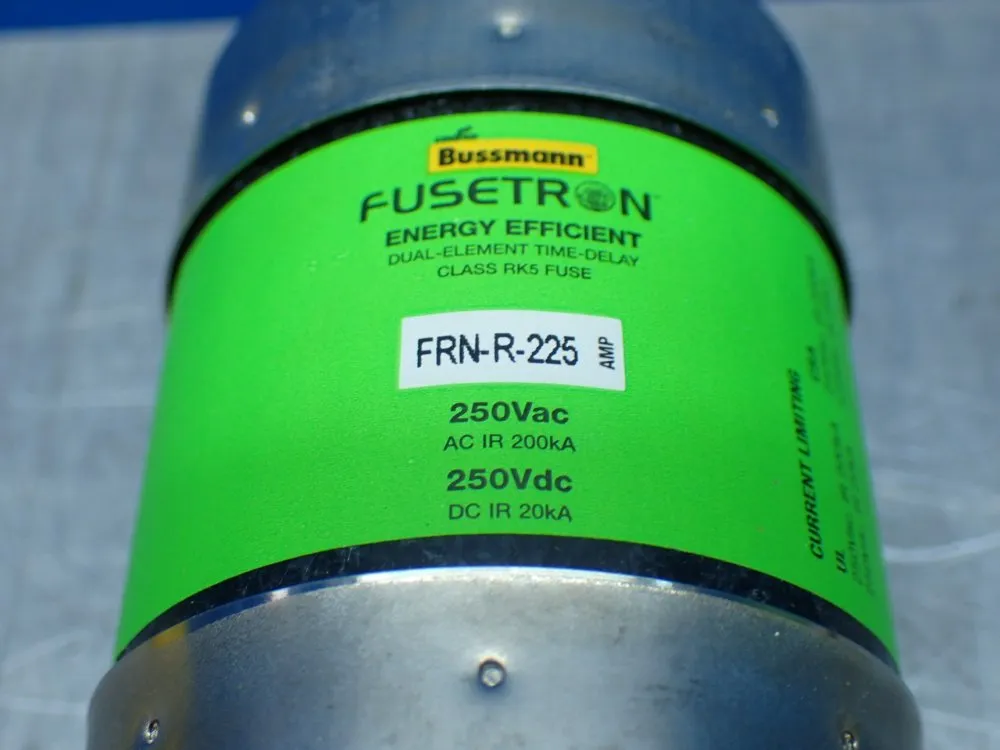 Bussmann
FUSETRON
ENERGY EFFICIENT
DUAL-ELEMENT TIME-DELAY
CLASS RK5 FUSE
FRN-R-225
AMP
250Vac
AC IR 200kA
250Vdc
DC IR 20kA
CURRENT LIMITING
UL